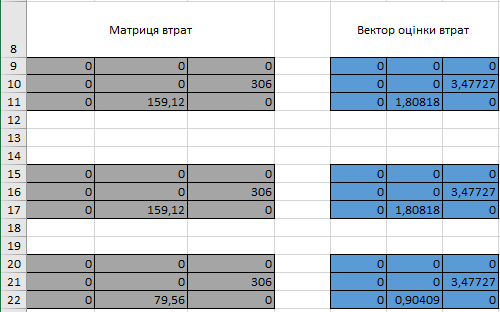 Матриця втрат Вектор оцінки втрат
8
9 0 0 0 0 0 0
10 0 0 306 0 0 3,47727
11 0 159,12 0 0 1,80818 0
12
13
14
15 0 0 0 0 0 0
16 0 0 306 0 0 3,47727
17 0 159,12 0 0 1,80818 0
18
19
20 0 0 0 0 0 0
21 0 0 306 0 0 3,47727
22 0 79,56 0 0 0,90409 0